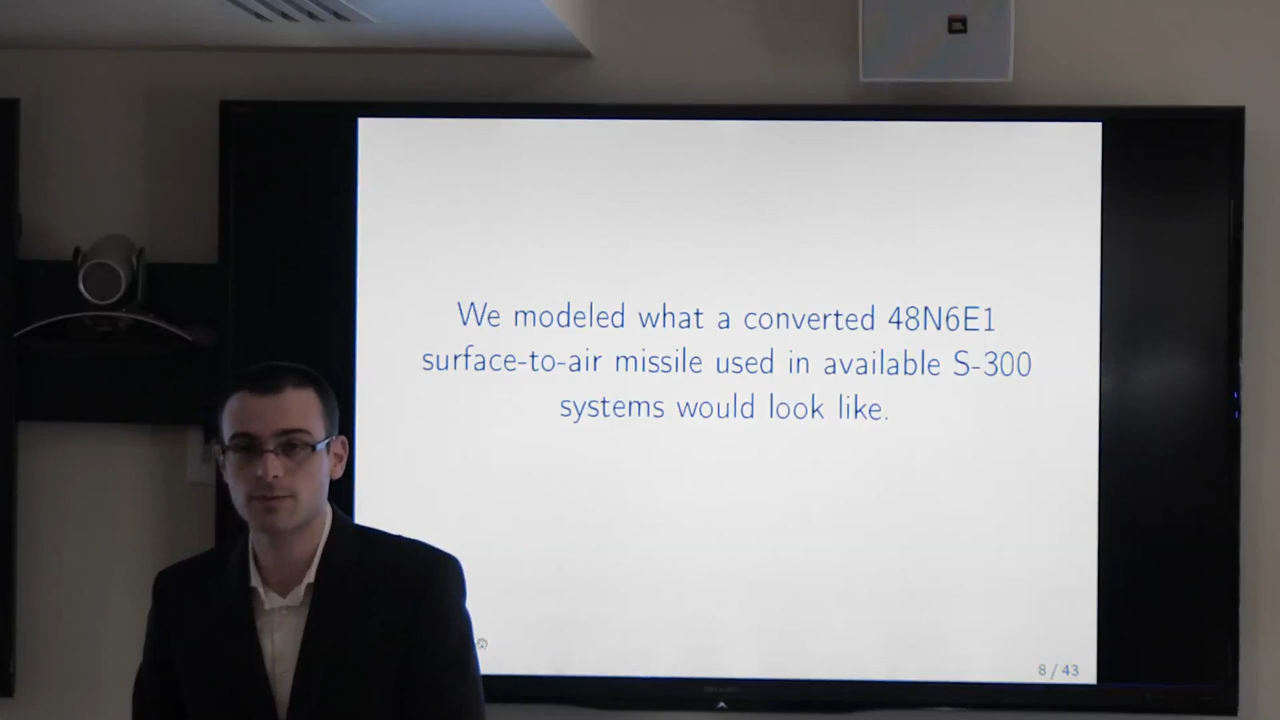 We modeled what a converted 48N6E1
surface-to-air missile used in available S-300
systems would look like.
8 / 43